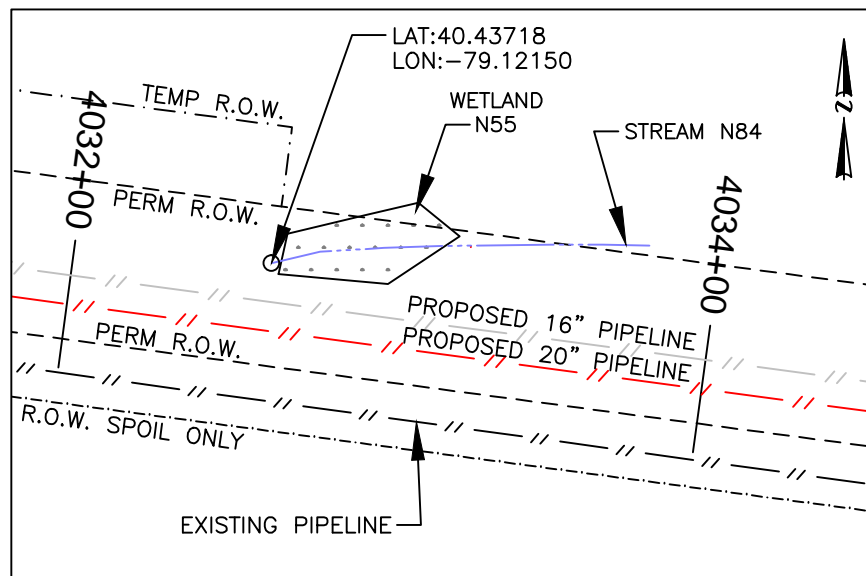 LAT:40.43718
LON:-79.12150
TEMP R.O.W.
WETLAND
N55
STREAM N84
N
4032+00
PERM R.O.W.
4034+00
PROPOSED 16" PIPELINE
PROPOSED 20" PIPELINE
PERM R.O.W.
R.O.W. SPOIL ONLY
EXISTING PIPELINE